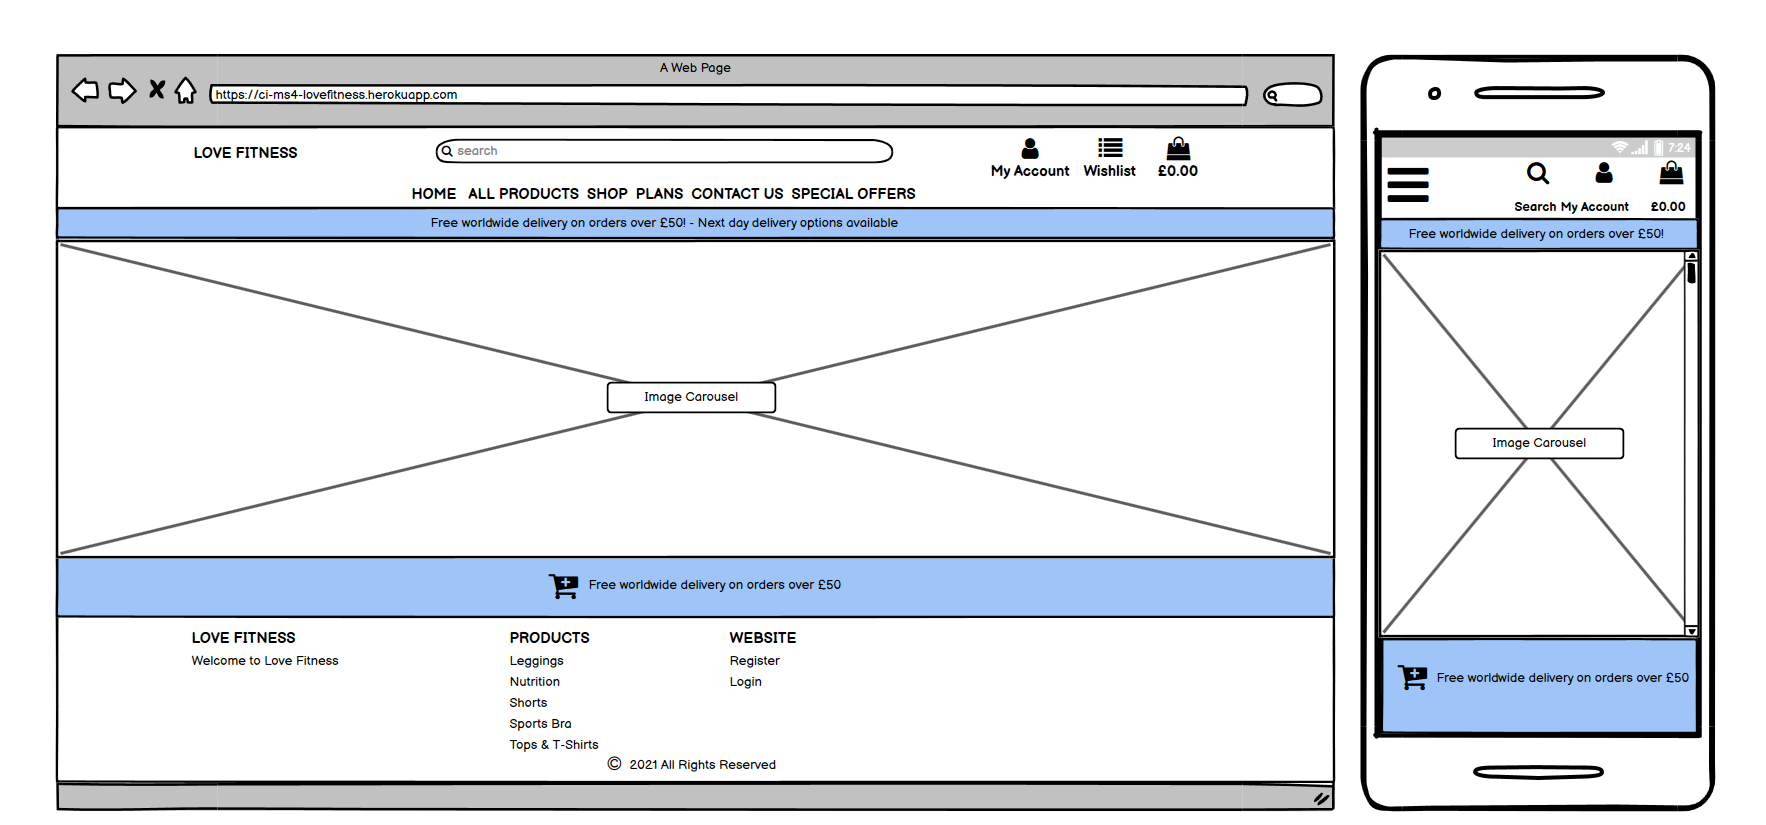 A Web Page
https://ci-ms4-lovefitness.herokuapp.com
LOVE FITNESS
search
My Account Wishlist £0.00
HOME ALL PRODUCTS SHOP PLANS CONTACT US SPECIAL OFFERS
Free worldwide delivery on orders over £50! - Next day delivery options available
Image Carousel
Free worldwide delivery on orders over £50
LOVE FITNESS
Welcome to Love Fitness
PRODUCTS
Leggings
Nutrition
Shorts
Sports Bra
Tops & T-Shirts
WEBSITE
Register
Login
© 2021 All Rights Reserved
7:24
Search My Account £0.00
Free worldwide delivery on orders over £50!
Image Carousel
Free worldwide delivery on orders over £50